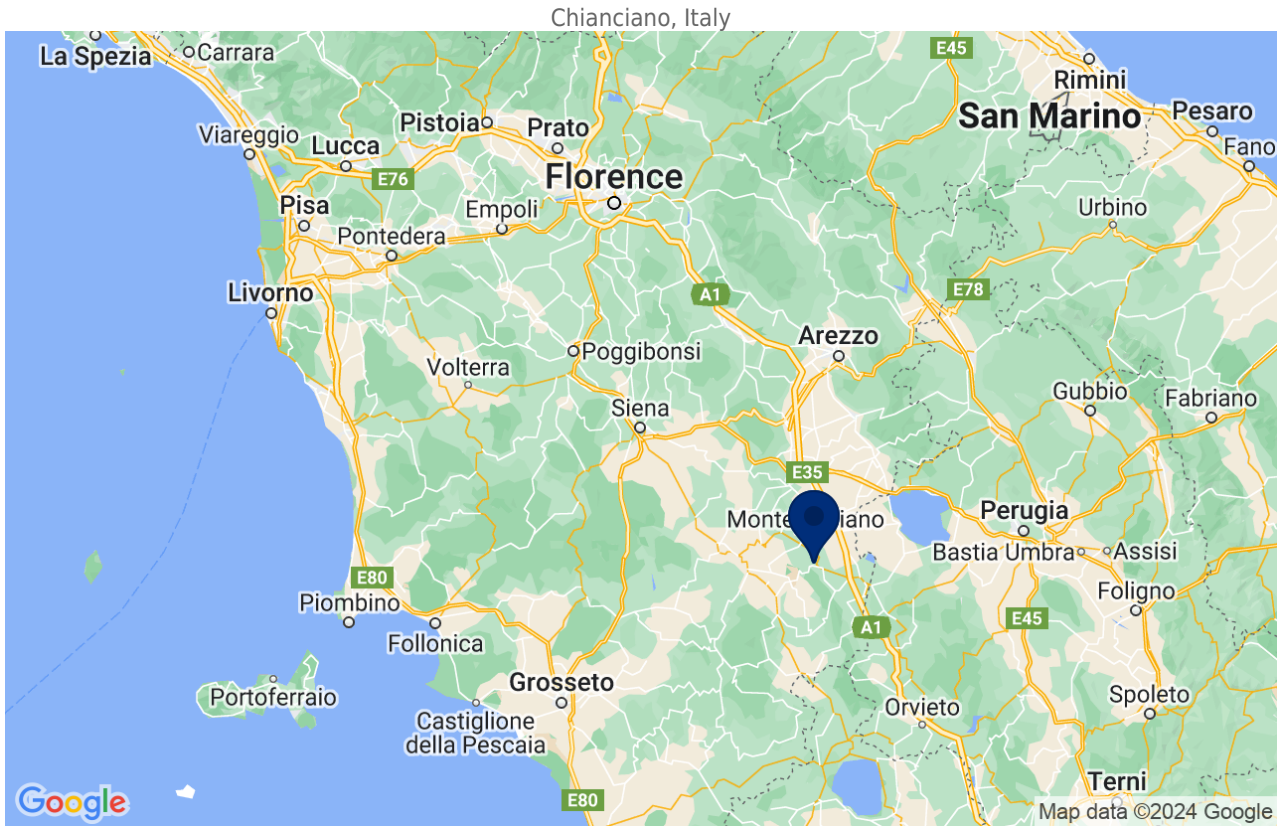 Chianciano, Italy
La Spezia
Carrara
E45
Rimini
San Marino
Pesaro
Fano
Viareggio
Pistoia
Prato
Lucca
E76
Florence
Pisa
Empoli
Pontedera
Urbino
Livorno
A1
E78
Arezzo
Volterra
Poggibonsi
Gubbio
Fabriano
Siena
E35
Perugia
Bastia Umbra
Assisi
E80
Piombino
Follonica
Foligno
E45
A1
Portoferraio
Grosseto
Castiglione
della Pescaia
Orvieto
Spoleto
Terni
E80
Google
Map data ©2024 Google